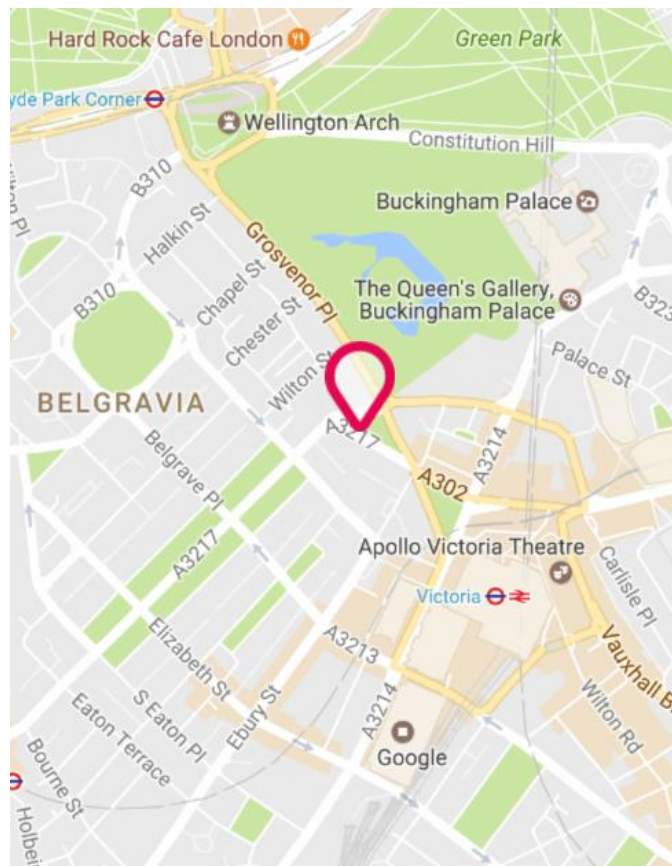 Hard Rock Cafe London
Green Park
yde Park Corner
Wellington Arch
Constitution Hill
B310
Wilton Pl
Halkin St
Buckingham Palace
Grosvenor Pl
Chapel St
B310
The Queen's Gallery,
Buckingham Palace
B323
Chester St
Palace St
Wilton St
BELGRAVIA
A3217
A3214
A302
Belgrave Pl
A3217
Apollo Victoria Theatre
Carlisle Pl
Victoria
Elizabeth St
A3213
Vauxhall B
S Eaton Pl
Ebury St
A3214
Wilton Rd
Eaton Terrace
Google
Bourne St
Holbei